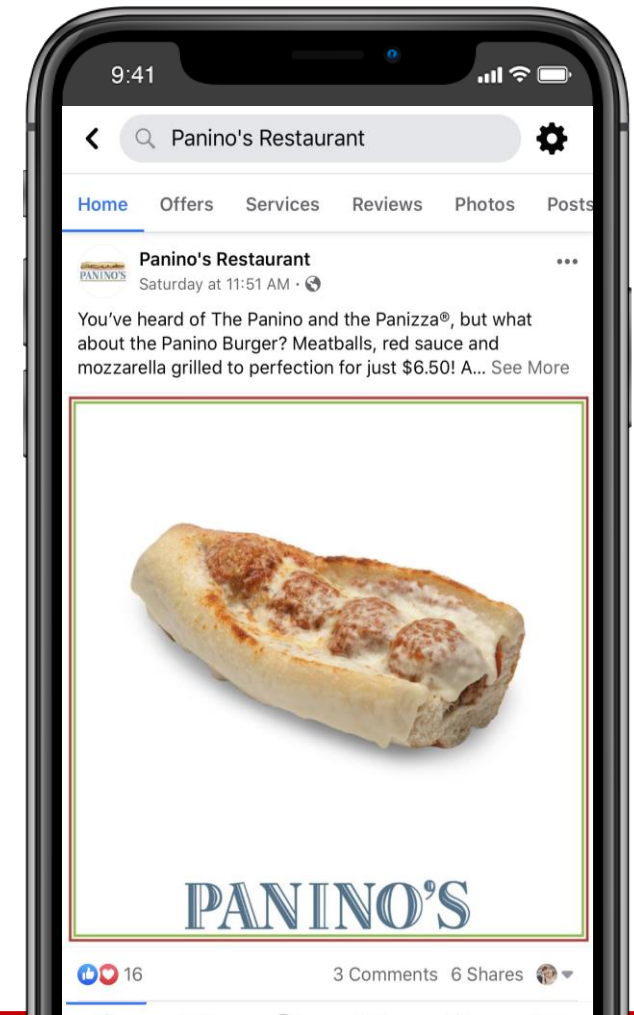 9:41
Panino's Restaurant
Home Offers Services Reviews Photos Posts
PANINO'S
Panino's Restaurant
Saturday at 11:51 AM ·
You've heard of The Panino and the Panizza®, but what
about the Panino Burger? Meatballs, red sauce and
mozzarella grilled to perfection for just $6.50! A... See More
PANINO'S
16 3 Comments 6 Shares